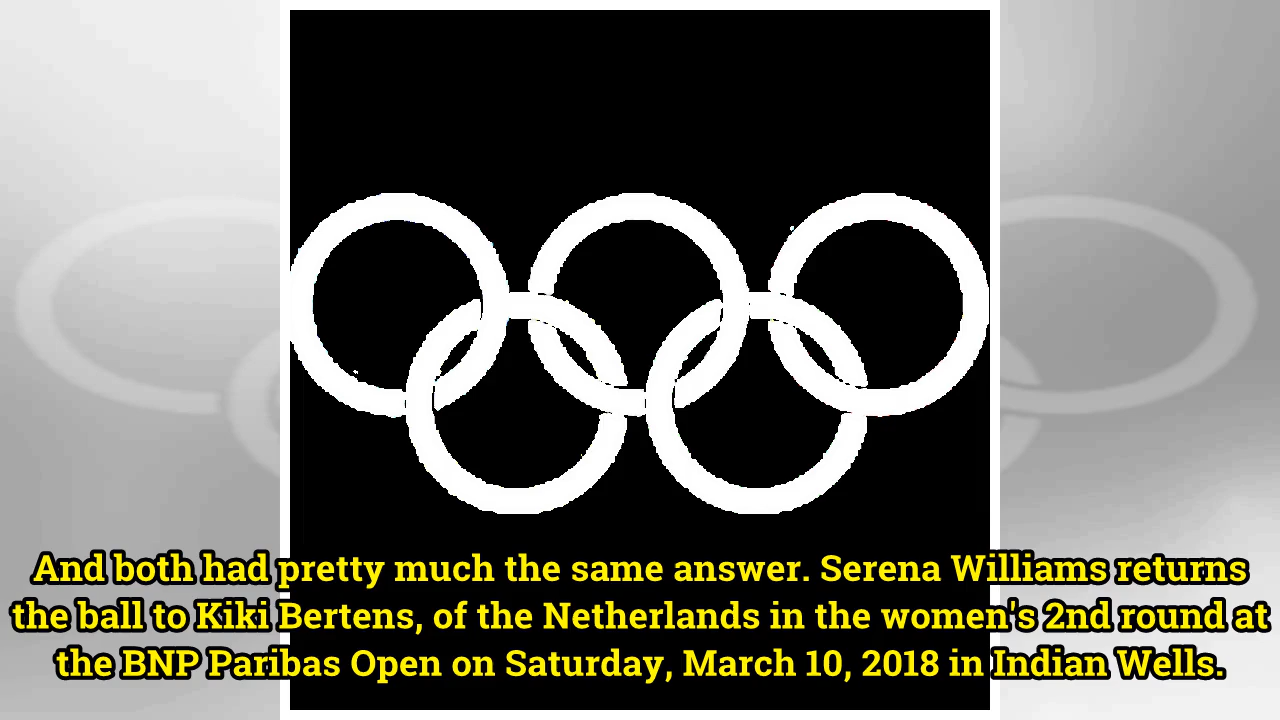 And both had pretty much the same answer. Serena Williams returns
the ball to Kiki Bertens, of the Netherlands in the women's 2nd round at
the BNP Paribas Open on Saturday, March 10, 2018 in Indian Wells.